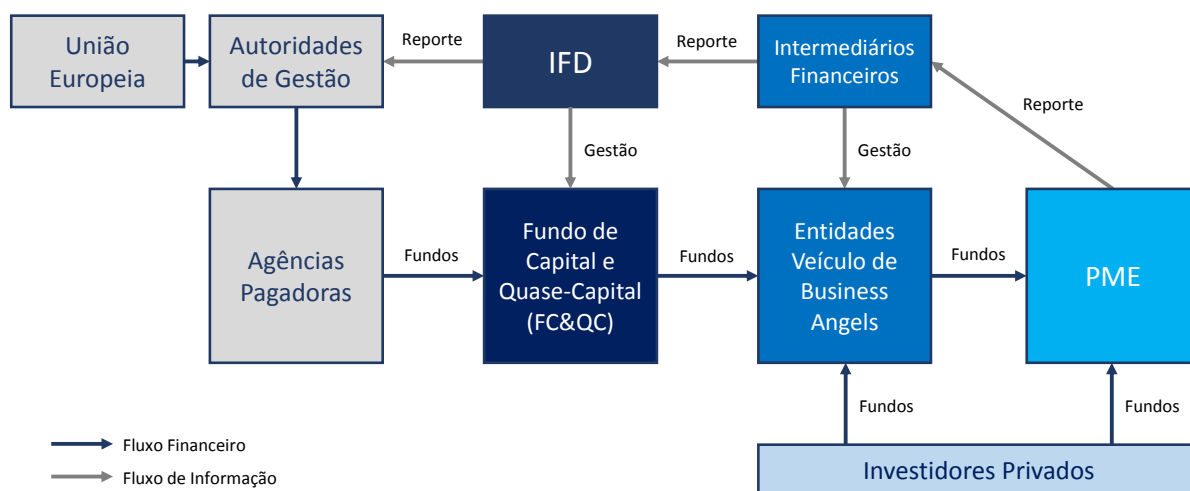 União
Europeia
Autoridades
de Gestão
Reporte
IFD
Reporte
Intermediários
Financeiros
Reporte
Gestão
Gestão
Agências
Pagadoras
Fundos
Fundo de
Capital e
Quase-Capital
(FC&QC)
Fundos
Entidades
Veículo de
Business
Angels
Fundos
PME
Fundos
Fundos
Fluxo Financeiro
Fluxo de Informação
Investidores Privados